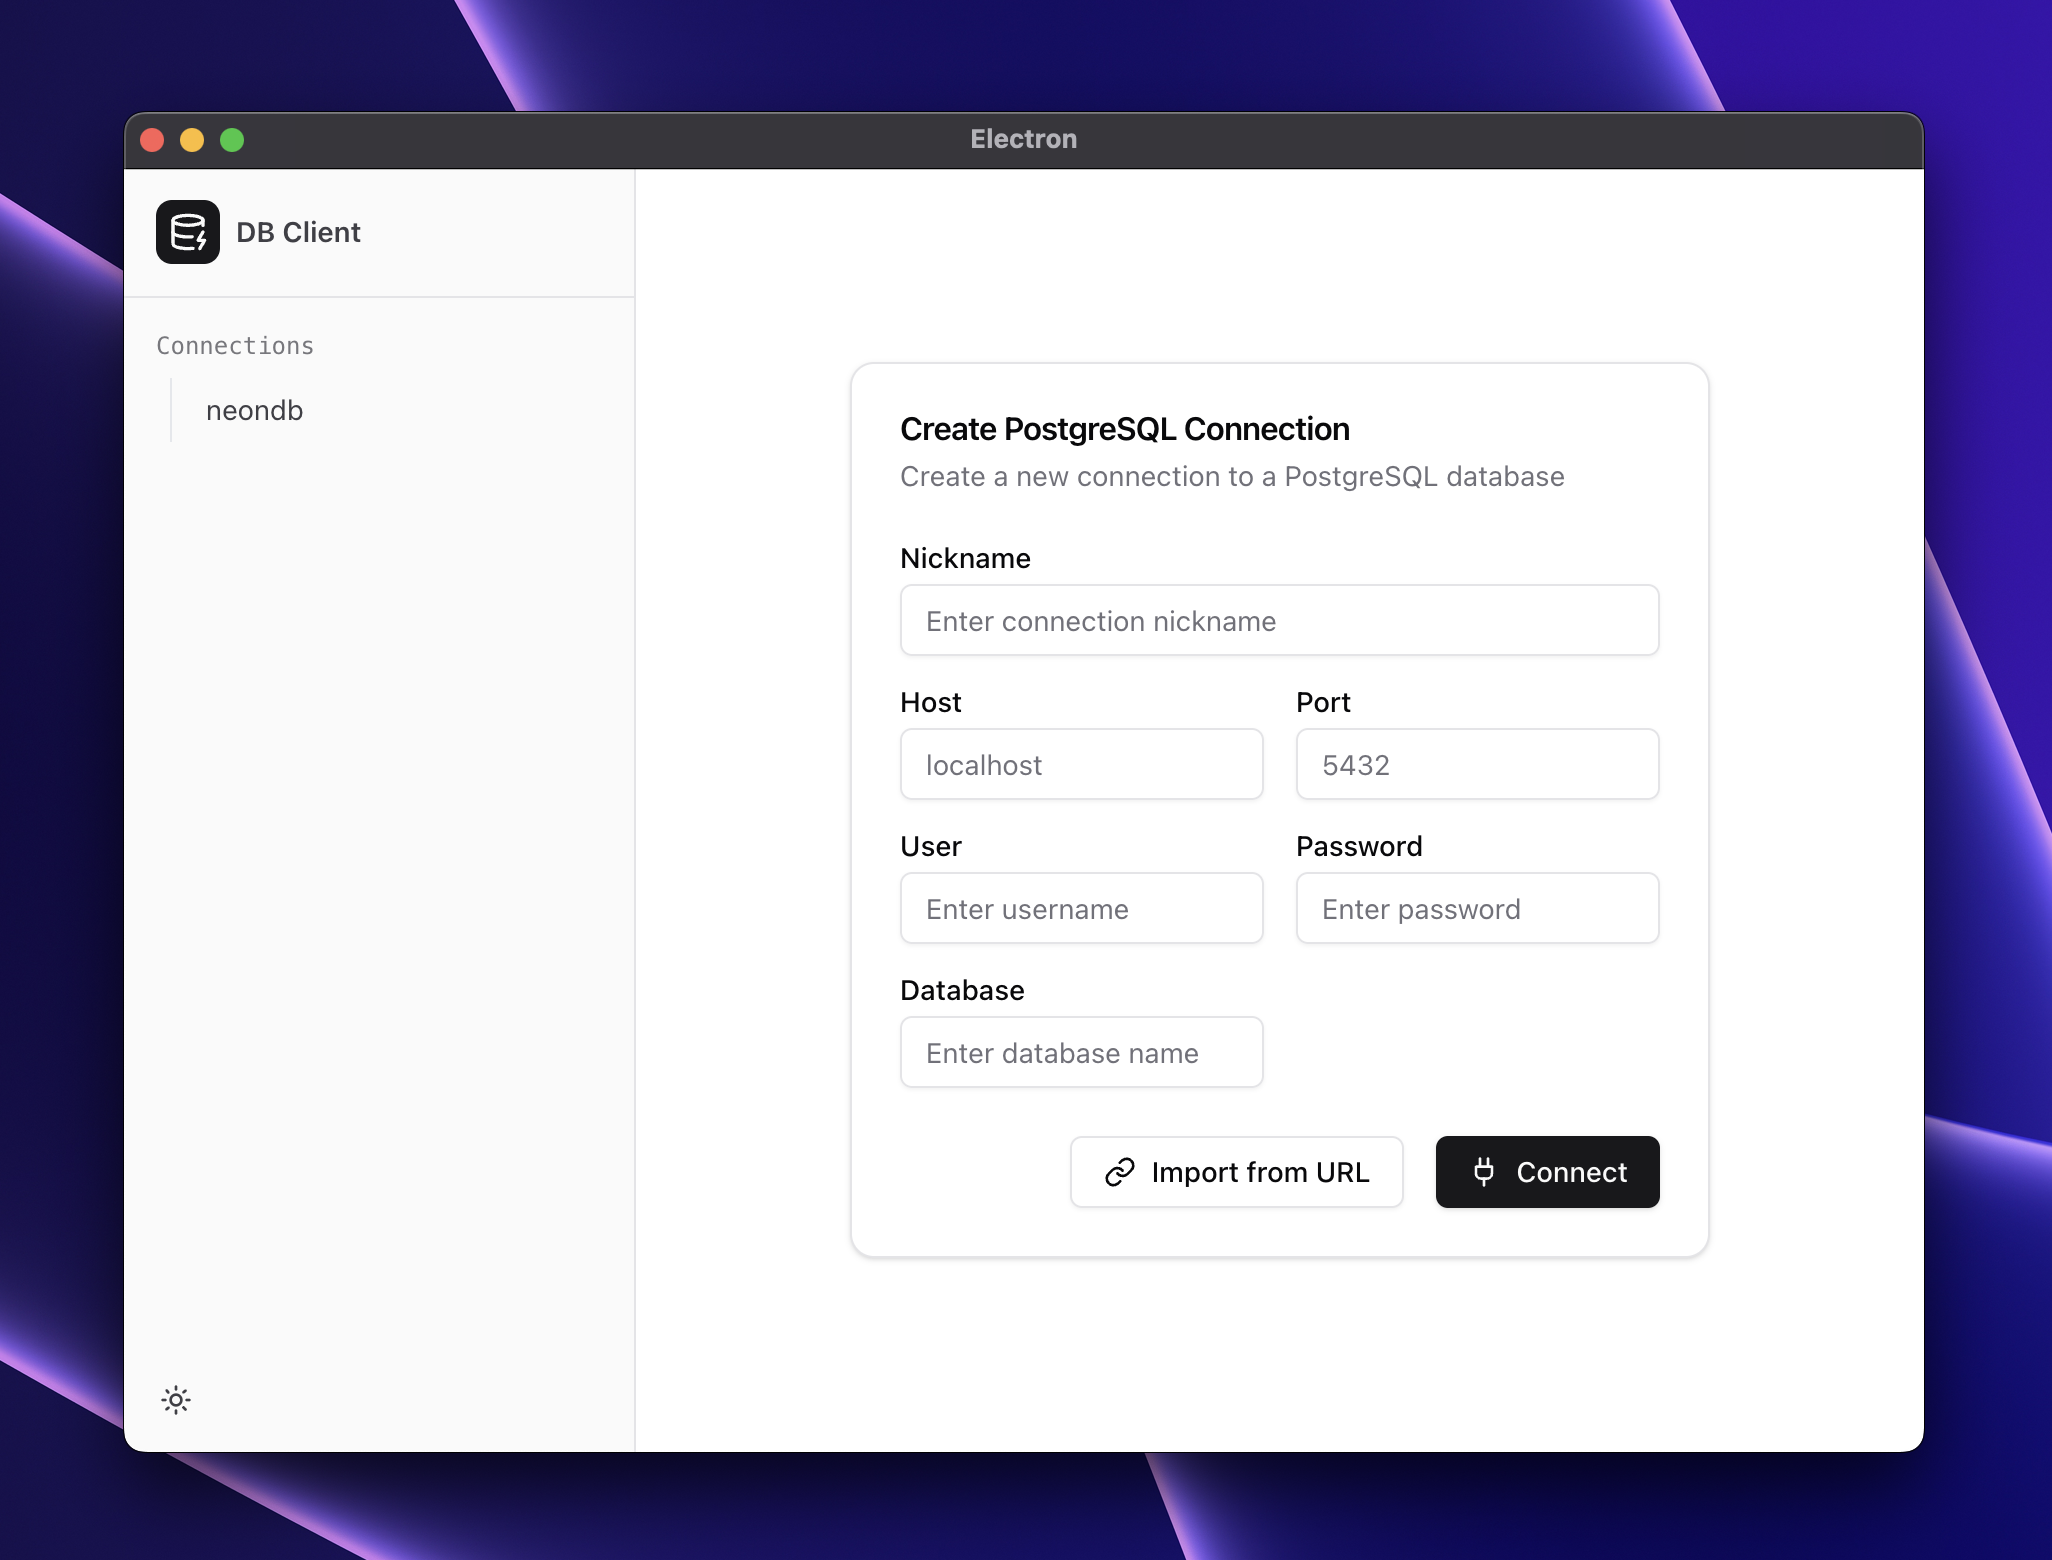 Electron
DB Client
Connections
neondb
Create PostgreSQL Connection
Create a new connection to a PostgreSQL database
Nickname
Enter connection nickname
Host
Port
localhost
5432
User
Password
Enter username
Enter password
Database
Enter database name
Import from URL
Connect